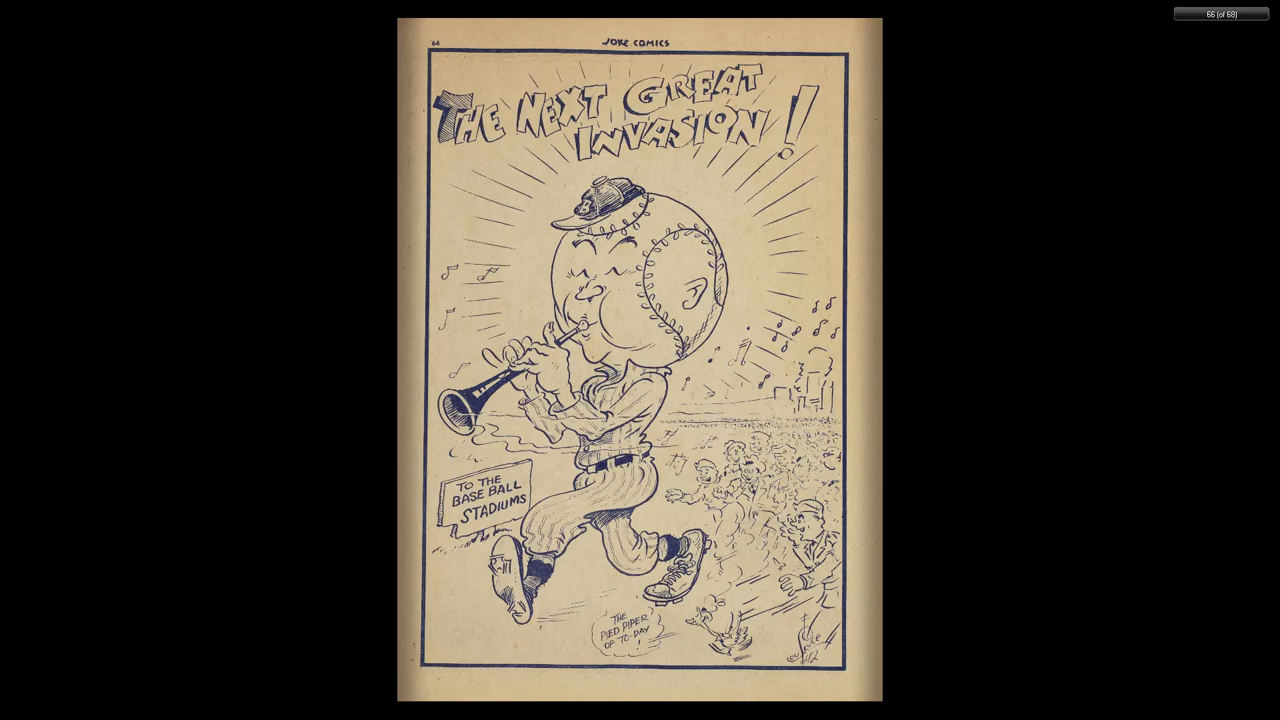 66 (of 68)
64
JOKE COMICS
THE NEXT GREAT
INVASION!
B
TO THE
BASE BALL
STADIUMS
THE
PIED PIPER
OF TO-DAY
!